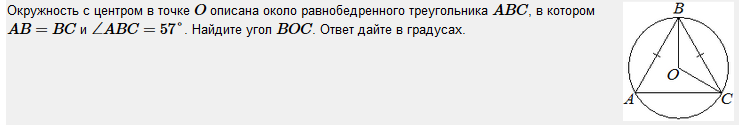 Окружность с центром в точке O описана около равнобедренного треугольника ABC, в котором
AB = BC и ∠ABC = 57°. Найдите угол BOC. Ответ дайте в градусах.
B
O
A
C